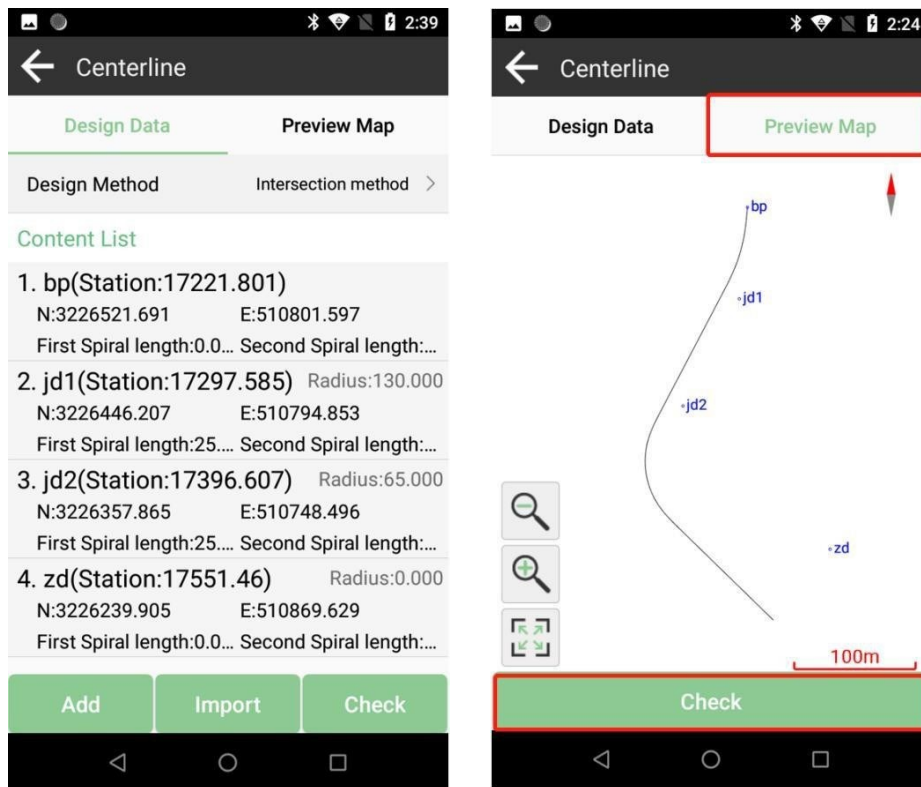 2:39
Centerline
Design Data Preview Map
Design Method Intersection method >
Content List
1. bp(Station:17221.801)
N:3226521.691 E:510801.597
First Spiral length:0.0... Second Spiral length:...
2. jd1(Station:17297.585) Radius:130.000
N:3226446.207 E:510794.853
First Spiral length:25.... Second Spiral length:...
3. jd2(Station:17396.607) Radius:65.000
N:3226357.865 E:510748.496
First Spiral length:25.... Second Spiral length:...
4. zd(Station:17551.46) Radius:0.000
N:3226239.905 E:510869.629
First Spiral length:0.0... Second Spiral length:...
Add Import Check
2:24
Centerline
Design Data Preview Map
bp
jd1
jd2
zd
100m
Check